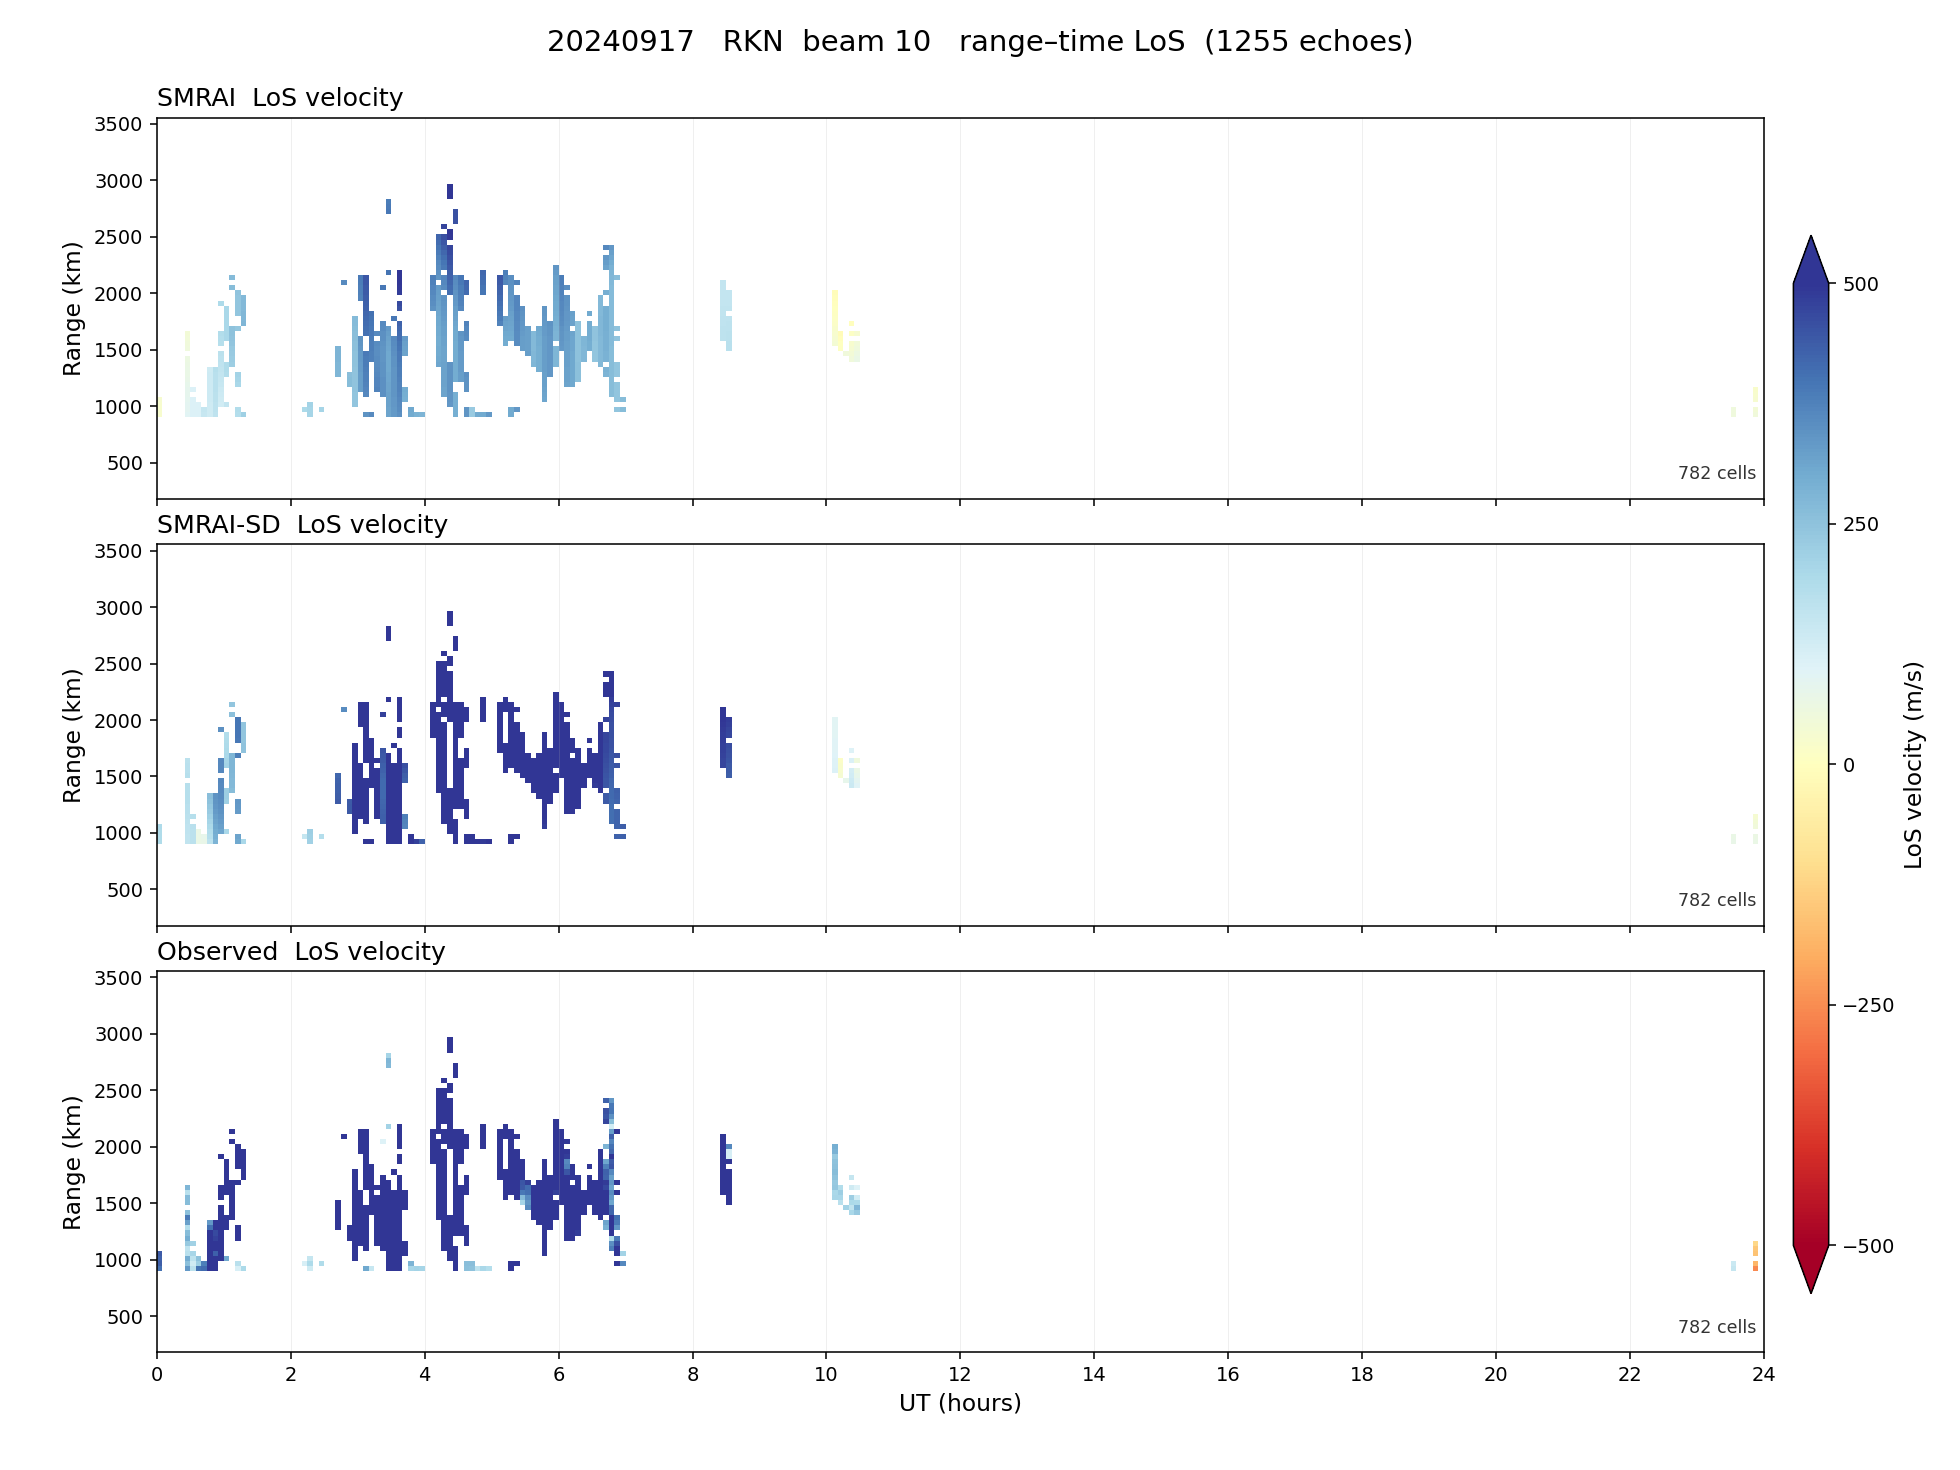 20240917   RKN  beam 10   range–time LoS  (1255 echoes)
SMRAI  LoS velocity
3500
3000
2500
2000
1500
1000
500
Range (km)
782 cells
SMRAI-SD  LoS velocity
3500
3000
2500
2000
1500
1000
500
Range (km)
782 cells
Observed  LoS velocity
3500
3000
2500
2000
1500
1000
500
Range (km)
782 cells
0 2 4 6 8 10 12 14 16 18 20 22 24
UT (hours)
500
250
0
−250
−500
LoS velocity (m/s)